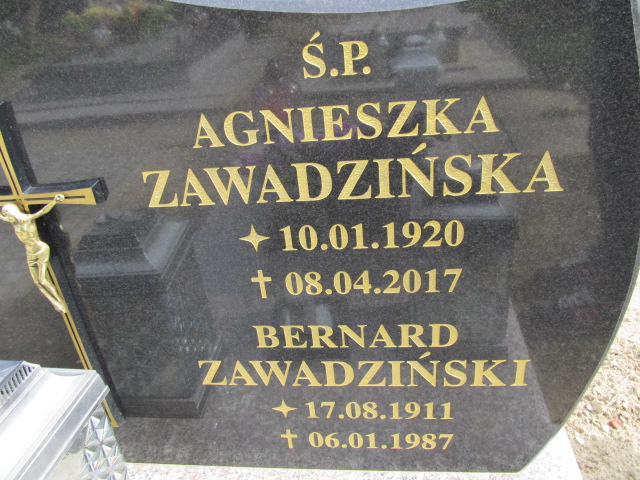 Ś.P.
AGNIESZKA
ZAWADZIŃSKA
✦ 10.01.1920
✝ 08.04.2017
BERNARD
ZAWADZIŃSKI
✦ 17.08.1911
✝ 06.01.1987